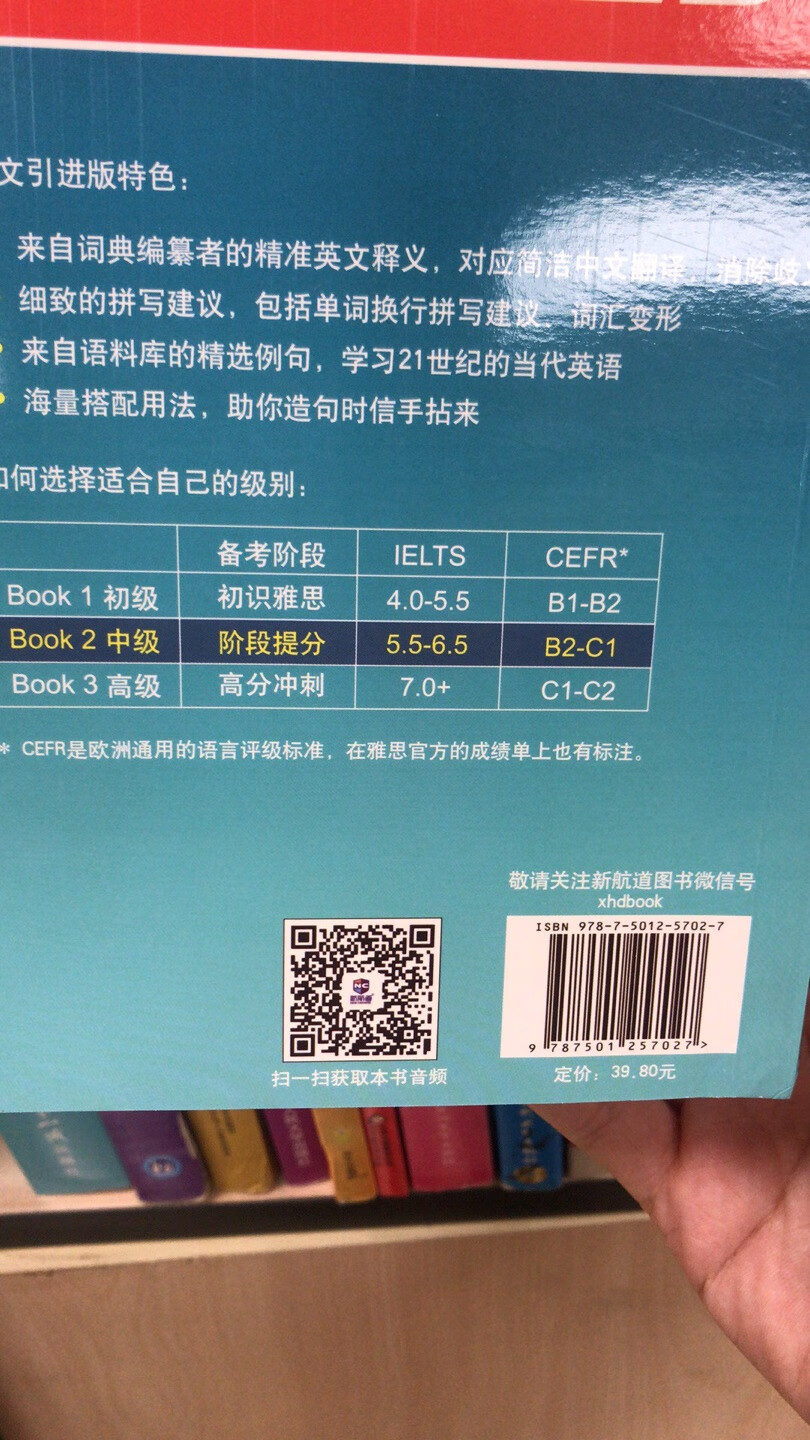 文引进版特色：
来自词典编纂者的精准英文释义，对应简洁中文翻译，消除歧
细致的拼写建议，包括单词换行拼写建议 词汇变形
来自语料库的精选例句，学习21世纪的当代英语
海量搭配用法，助你造句时信手拈来
如何选择适合自己的级别：
备考阶段 IELTS CEFR*
Book 1 初级 初识雅思 4.0-5.5 B1-B2
Book 2 中级 阶段提分 5.5-6.5 B2-C1
Book 3 高级 高分冲刺 7.0+ C1-C2
* CEFR是欧洲通用的语言评级标准，在雅思官方的成绩单上也有标注。
敬请关注新航道图书微信号
xhdbook
ISBN 978-7-5012-5702-7
9 787501 257027 >
NC
新航道
扫一扫获取本书音频
定价：39.80元